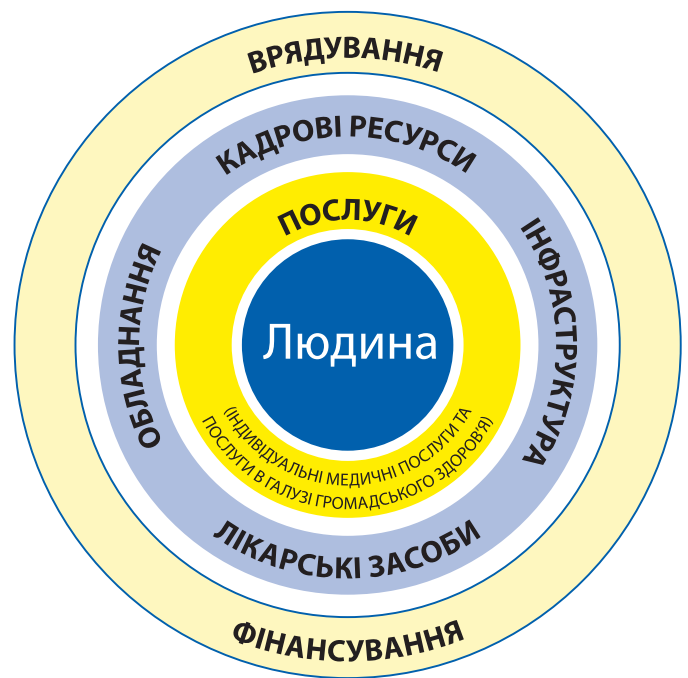 ВРЯДУВАННЯ
КАДРОВІ РЕСУРСИ
ПОСЛУГИ
ОБЛАДНАННЯ
ІНФРАСТРУКТУРА
Людина
(ІНДИВІДУАЛЬНІ МЕДИЧНІ ПОСЛУГИ ТА
ПОСЛУГИ В ГАЛУЗІ ГРОМАДСЬКОГО ЗДОРОВ'Я)
ЛІКАРСЬКІ ЗАСОБИ
ФІНАНСУВАННЯ